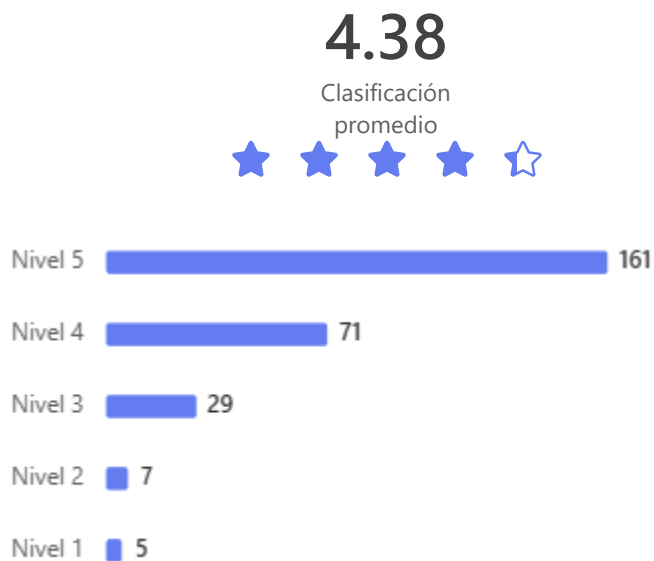 4.38
Clasificación
promedio
Nivel 5 161
Nivel 4 71
Nivel 3 29
Nivel 2 7
Nivel 1 5